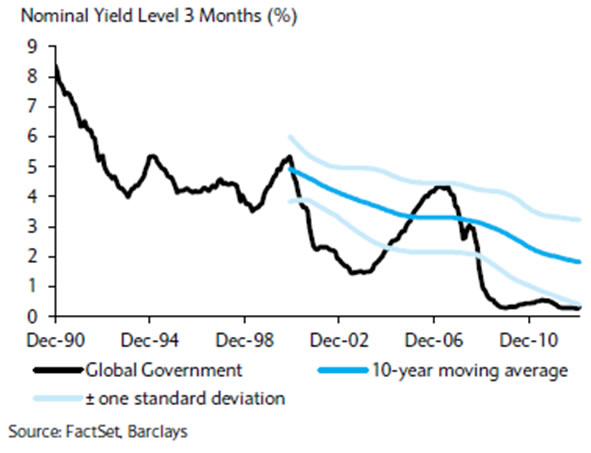 Nominal Yield Level 3 Months (%)
9
8
7
6
5
4
3
2
1
0
Dec-90 Dec-94 Dec-98 Dec-02 Dec-06 Dec-10
Global Government 10-year moving average
± one standard deviation
Source: FactSet, Barclays